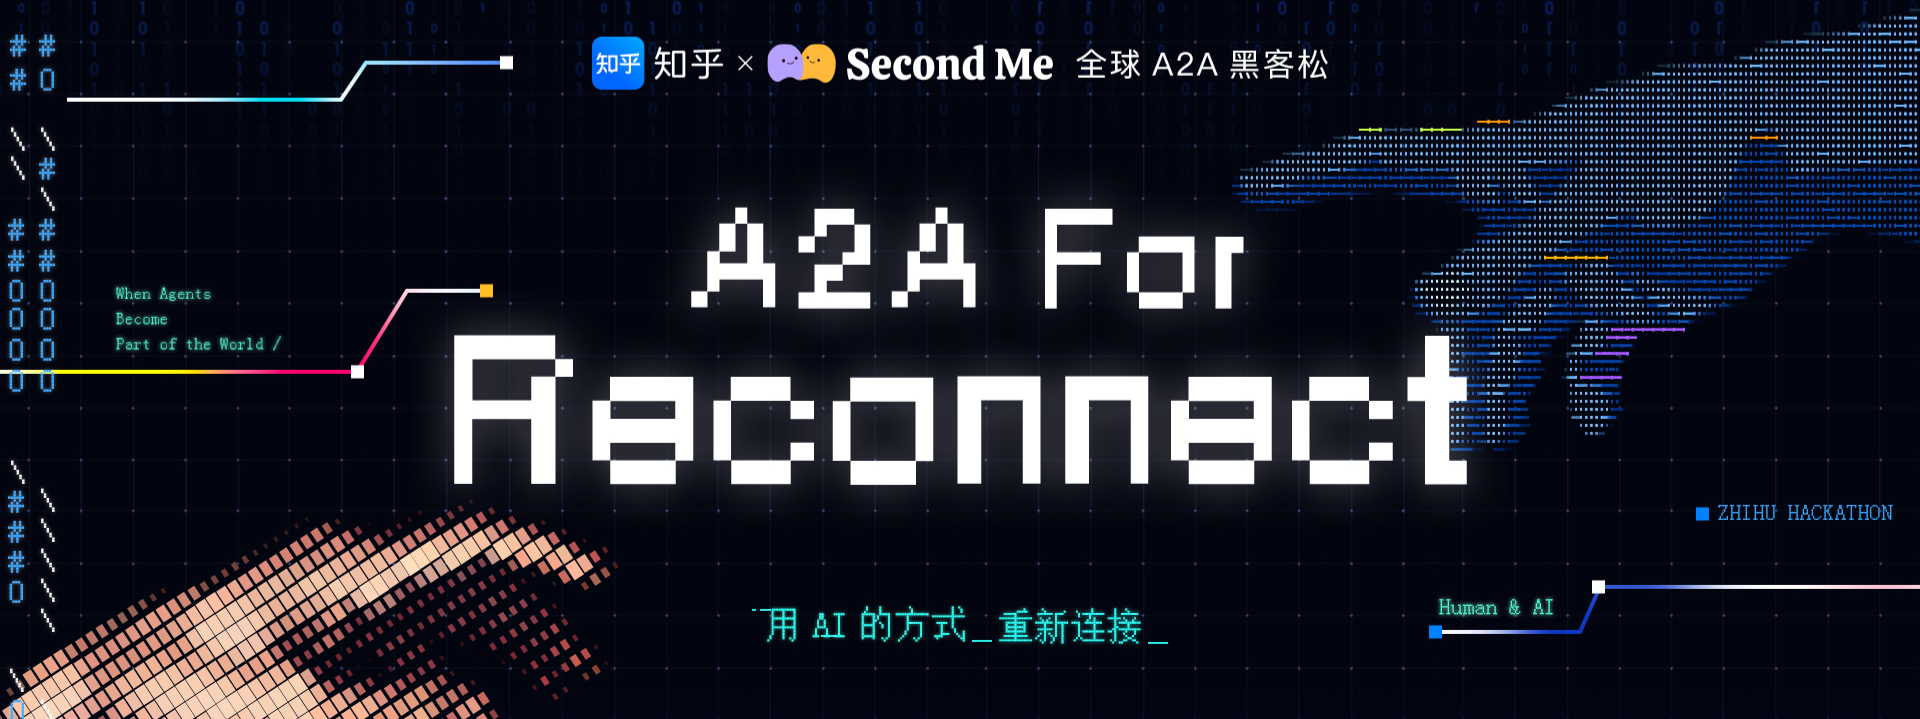 知乎 知乎 × Second Me 全球 A2A 黑客松
A2A For
Reconnect
When Agents
Become
Part of the World /
用 AI 的方式_重新连接_
ZHIHU HACKATHON
Human & AI